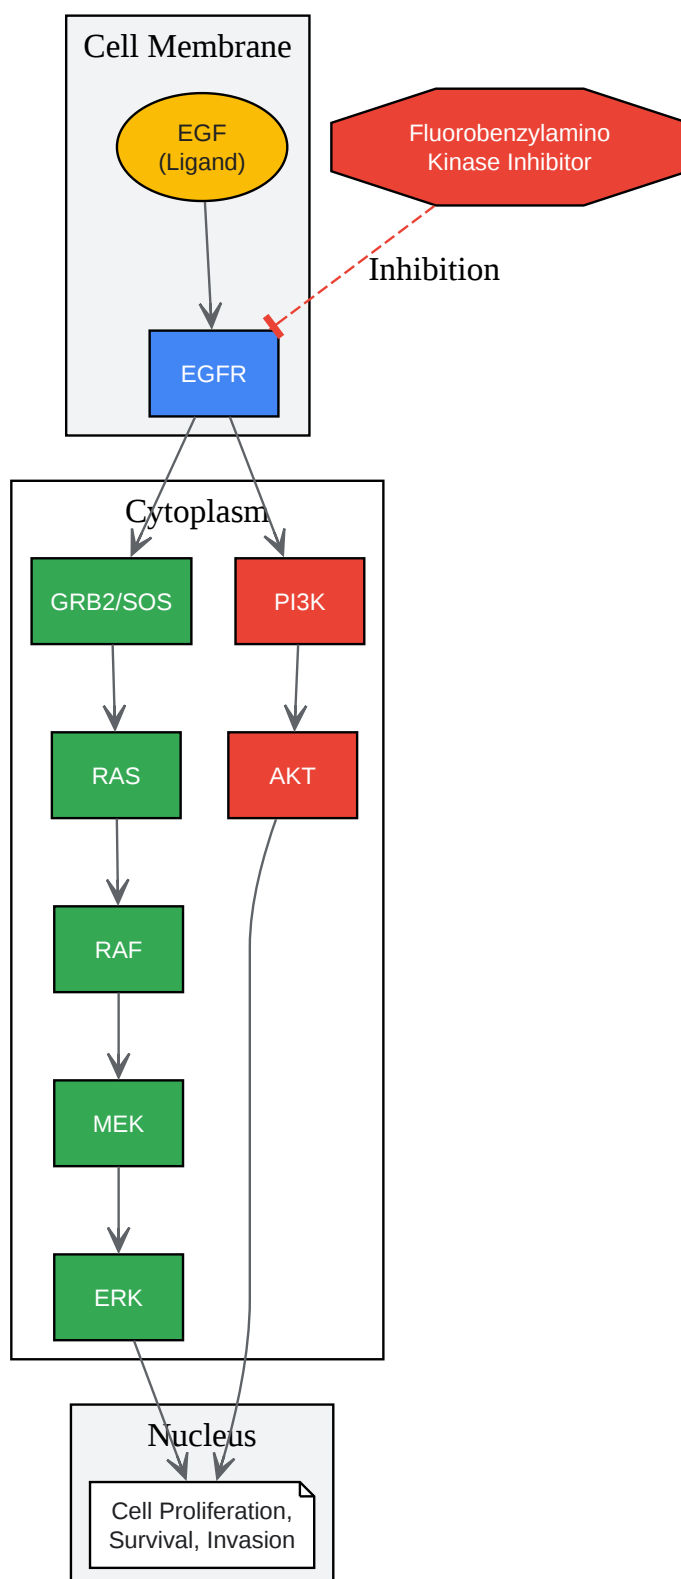 Cell Membrane
EGF
(Ligand)
Fluorobenzylamino
Kinase Inhibitor
Inhibition
EGFR
Cytoplasm
GRB2/SOS
PI3K
RAS
AKT
RAF
MEK
ERK
Nucleus
Cell Proliferation,
Survival, Invasion